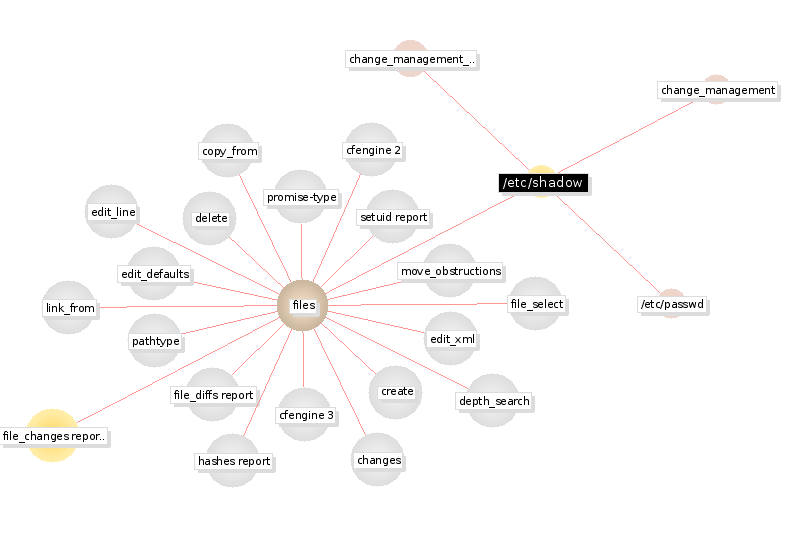 change_management_..
change_management
copy_from
cfengine 2
/etc/shadow
promise-type
edit_line
delete
setuid report
edit_defaults
move_obstructions
link_from
files
file_select
/etc/passwd
pathtype
edit_xml
file_diffs report
create
depth_search
cfengine 3
file_changes repor..
hashes report
changes